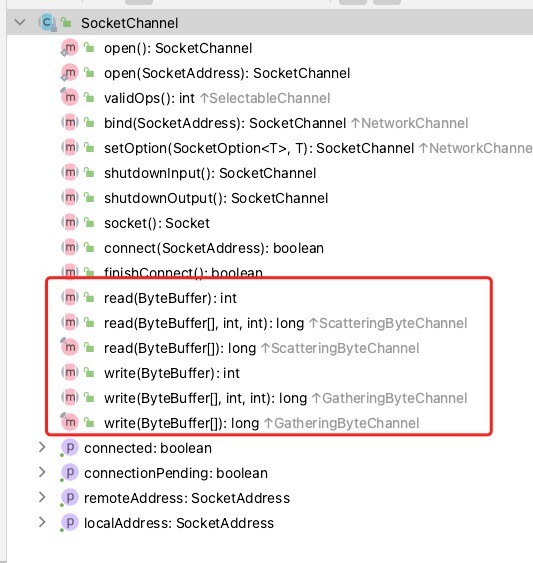 SocketChannel
open(): SocketChannel
open(SocketAddress): SocketChannel
validOps(): int ↑SelectableChannel
bind(SocketAddress): SocketChannel ↑NetworkChannel
setOption(SocketOption<T>, T): SocketChannel ↑NetworkChanne
shutdownInput(): SocketChannel
shutdownOutput(): SocketChannel
socket(): Socket
connect(SocketAddress): boolean
finishConnect(): boolean
read(ByteBuffer): int
read(ByteBuffer[], int, int): long ↑ScatteringByteChannel
read(ByteBuffer[]): long ↑ScatteringByteChannel
write(ByteBuffer): int
write(ByteBuffer[], int, int): long ↑GatheringByteChannel
write(ByteBuffer[]): long ↑GatheringByteChannel
connected: boolean
connectionPending: boolean
remoteAddress: SocketAddress
localAddress: SocketAddress